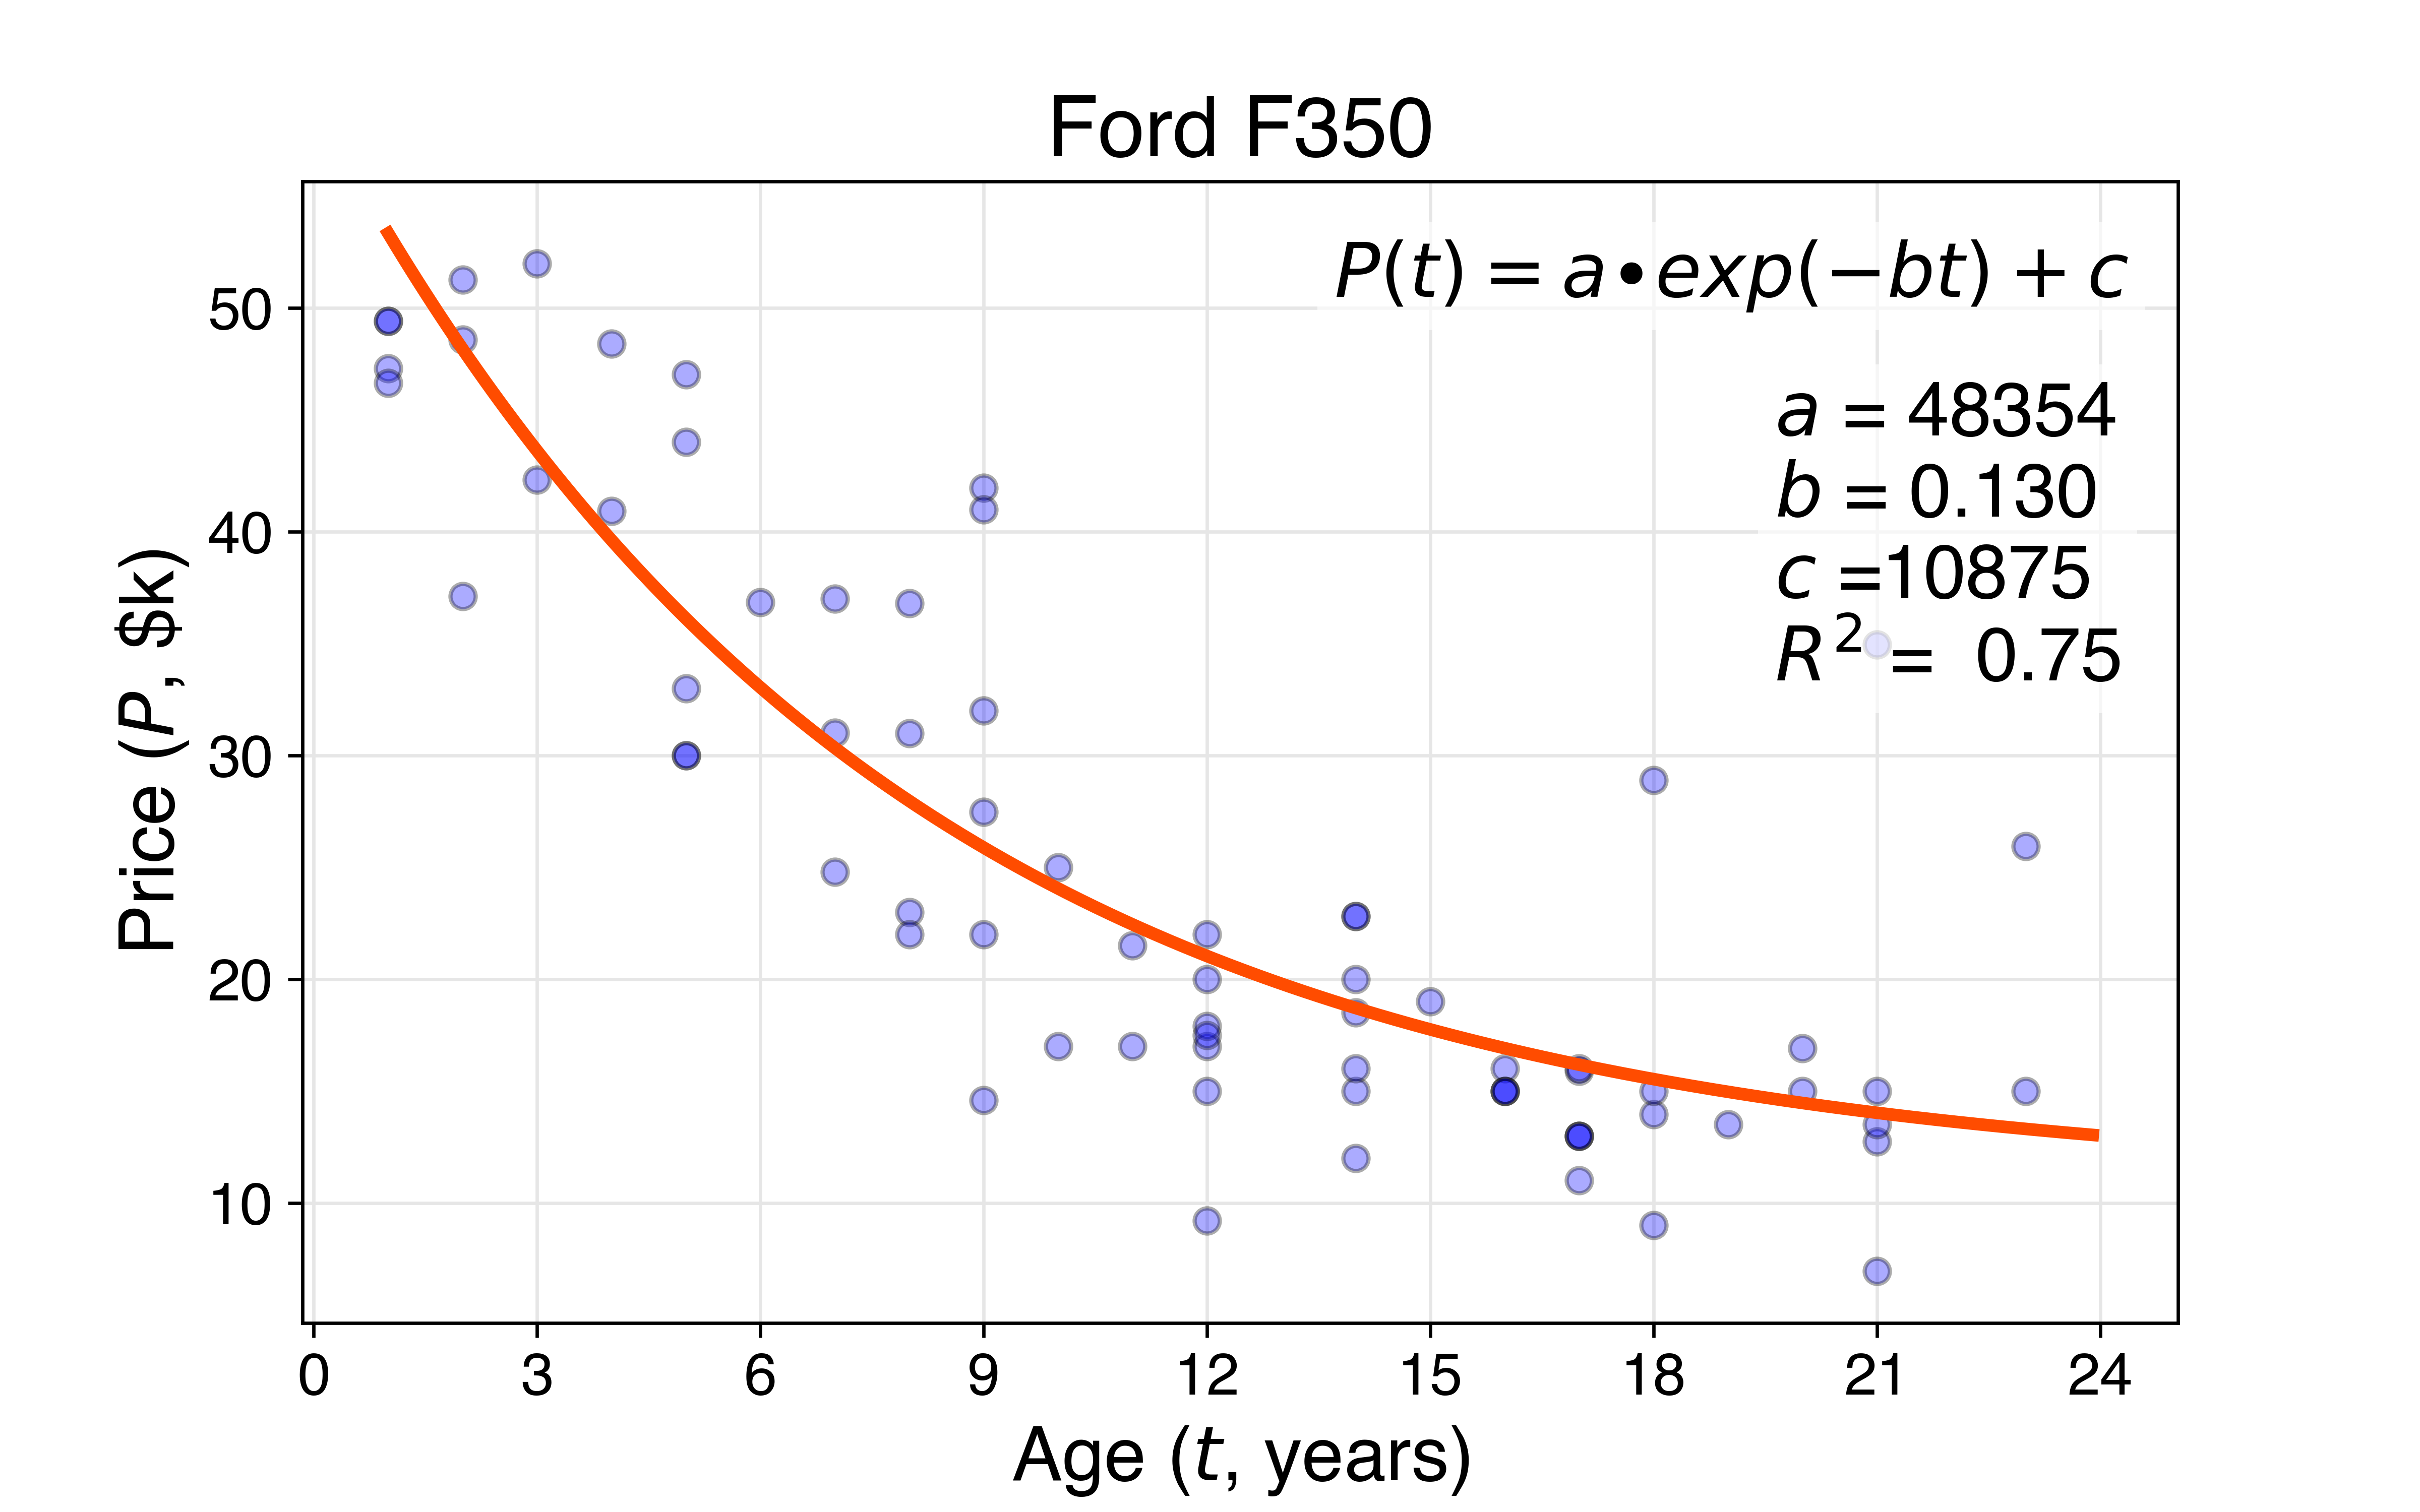 Ford F350
P(t) = a•exp(−bt) + c
a = 48354
b = 0.130
c =10875
R² = 0.75
Price (P, $k)
50
40
30
20
10
0 3 6 9 12 15 18 21 24
Age (t, years)